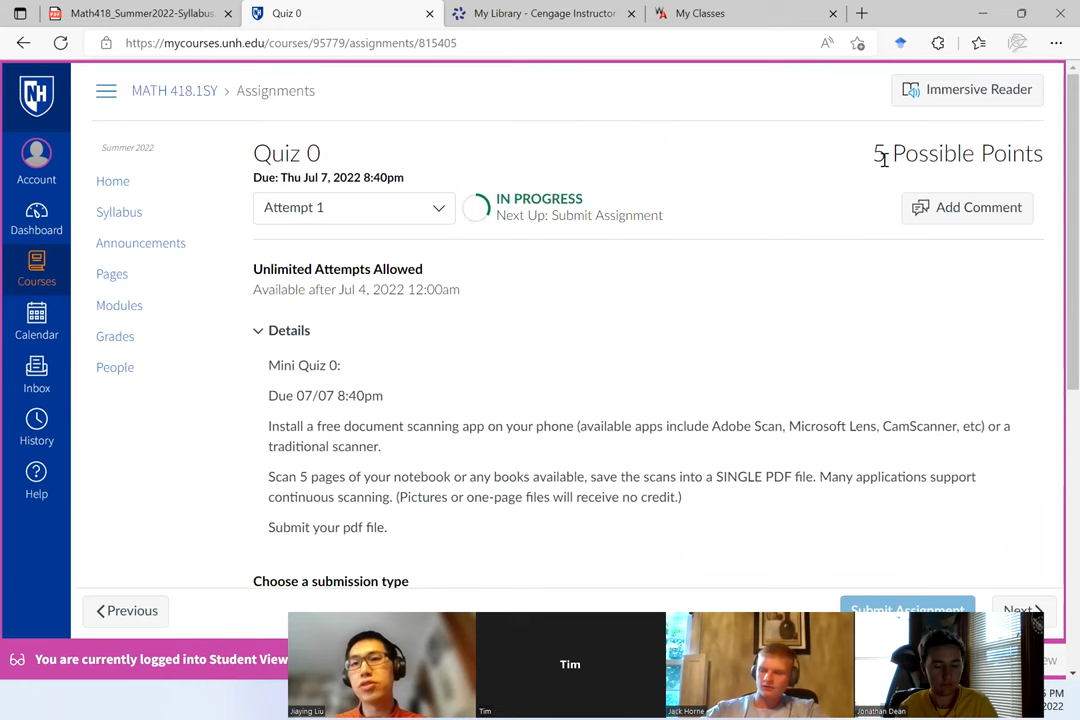 Math418_Summer2022-Syllabus.
Quiz 0
My Library - Cengage Instructor
My Classes
https://mycourses.unh.edu/courses/95779/assignments/815405
NH
MATH 418.1SY > Assignments
Immersive Reader
Account
Dashboard
Courses
Calendar
Inbox
History
Help
Summer 2022
Home
Syllabus
Announcements
Pages
Modules
Grades
People
Quiz 0
5 Possible Points
Due: Thu Jul 7, 2022 8:40pm
Attempt 1
IN PROGRESS
Next Up: Submit Assignment
Add Comment
Unlimited Attempts Allowed
Available after Jul 4, 2022 12:00am
Details
Mini Quiz 0:
Due 07/07 8:40pm
Install a free document scanning app on your phone (available apps include Adobe Scan, Microsoft Lens, CamScanner, etc) or a
traditional scanner.
Scan 5 pages of your notebook or any books available, save the scans into a SINGLE PDF file. Many applications support
continuous scanning. (Pictures or one-page files will receive no credit.)
Submit your pdf file.
Choose a submission type
Previous
Submit Assignment
Next
You are currently logged into Student View
Tim
Jiaying Liu
Tim
Jack Horne
Jonathan Dean
PM
2022